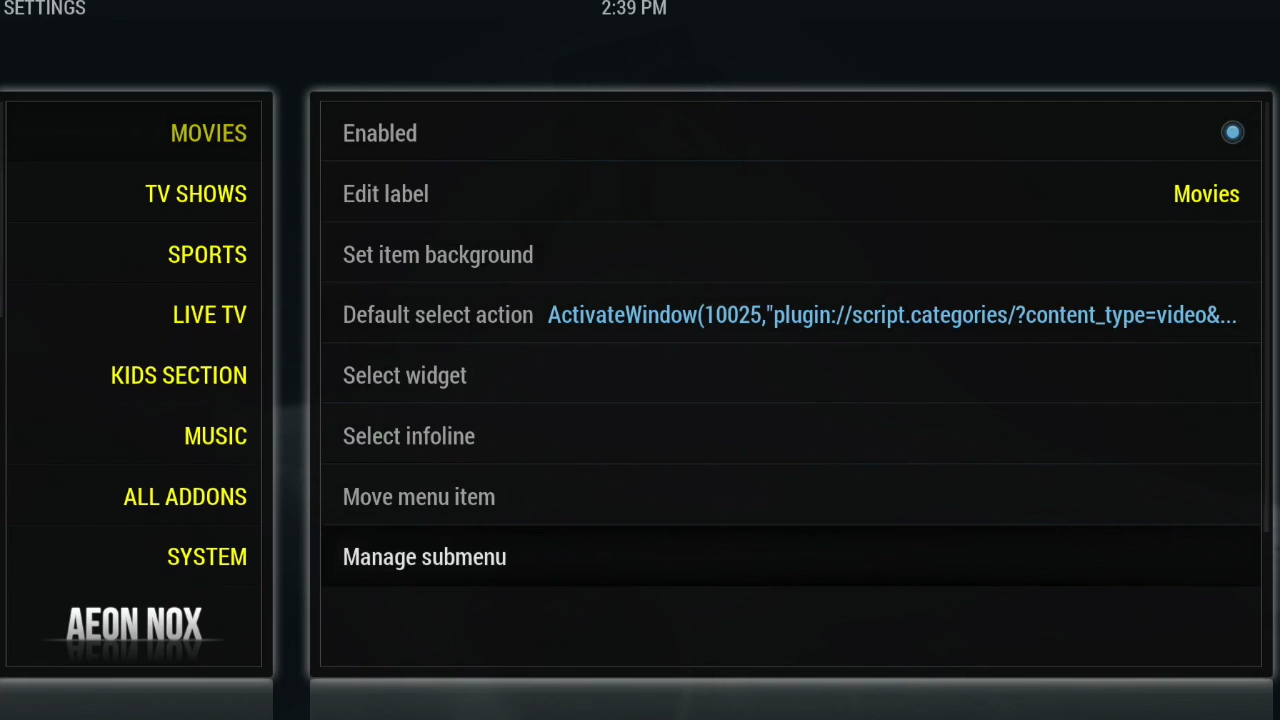 SETTINGS
2:39 PM
MOVIES
TV SHOWS
SPORTS
LIVE TV
KIDS SECTION
MUSIC
ALL ADDONS
SYSTEM
AEON NOX
Enabled
Edit label Movies
Set item background
Default select action ActivateWindow(10025,"plugin://script.categories/?content_type=video&...
Select widget
Select infoline
Move menu item
Manage submenu